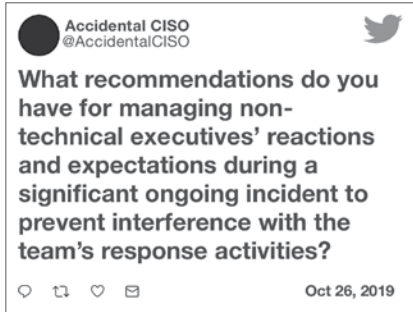 Accidental CISO
@AccidentalCISO
What recommendations do you
have for managing non-
technical executives’ reactions
and expectations during a
significant ongoing incident to
prevent interference with the
team’s response activities?
Oct 26, 2019